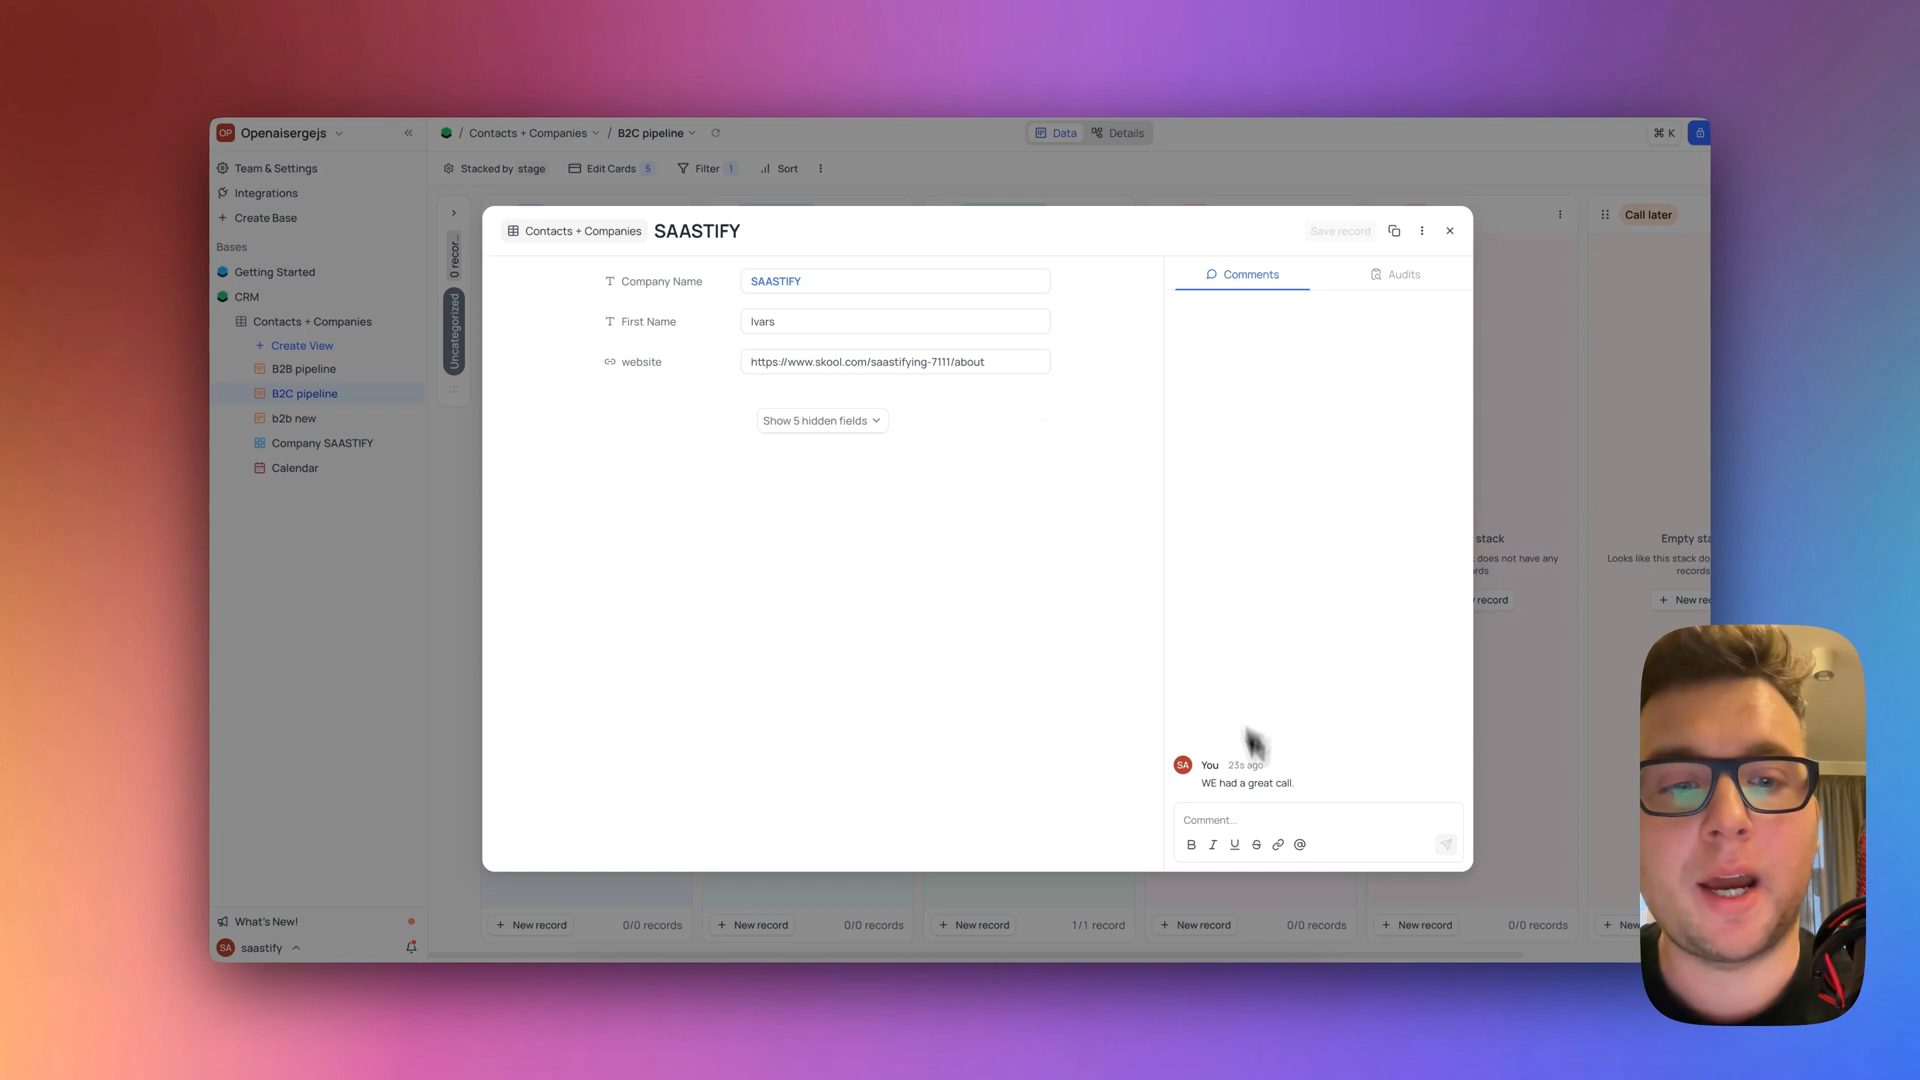 OP Openaisergejs
Team & Settings
Integrations
Create Base
Bases
Getting Started
CRM
Contacts + Companies
Create View
B2B pipeline
B2C pipeline
b2b new
Company SAASTIFY
Calendar
What's New!
SA saastify
/ Contacts + Companies / B2C pipeline
Data Details
⌘ K
Stacked by stage Edit Cards 5 Filter 1 Sort
0 recor...
Uncategorized
Call later
Contacts + Companies SAASTIFY
Save record
Company Name SAASTIFY
First Name Ivars
website https://www.skool.com/saastifying-7111/about
Show 5 hidden fields
Comments Audits
SA You 23s ago
WE had a great call.
Comment...
B I U S @
stack
does not have any
record
Empty sta
Looks like this stack do
records
+ New rec
+ New record 0/0 records
+ New record 0/0 records
+ New record 1/1 record
+ New record 0/0 records
+ New record 0/0 records
+ New